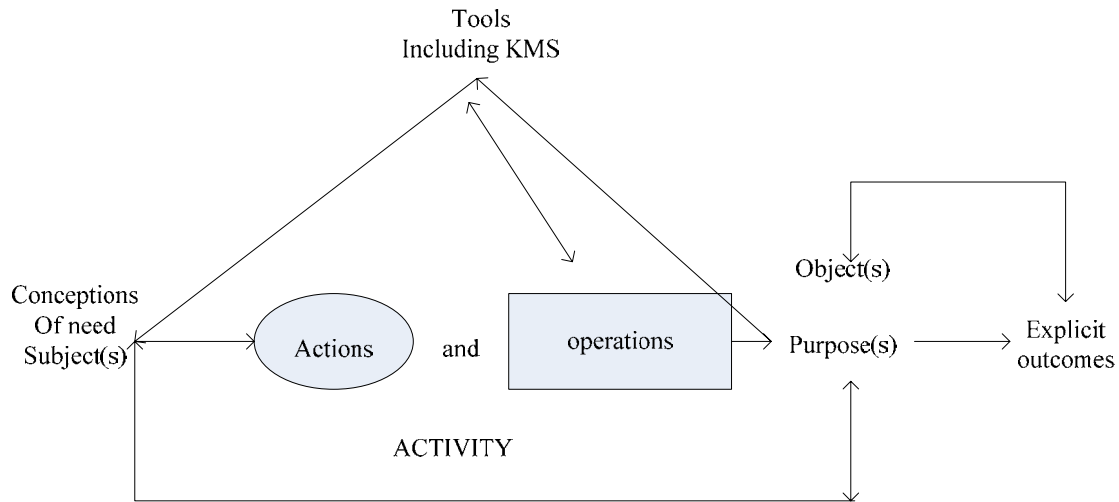 Tools
Including KMS
Object(s)
Conceptions
Of need
Subject(s)
Actions
and
operations
Purpose(s)
Explicit
outcomes
ACTIVITY